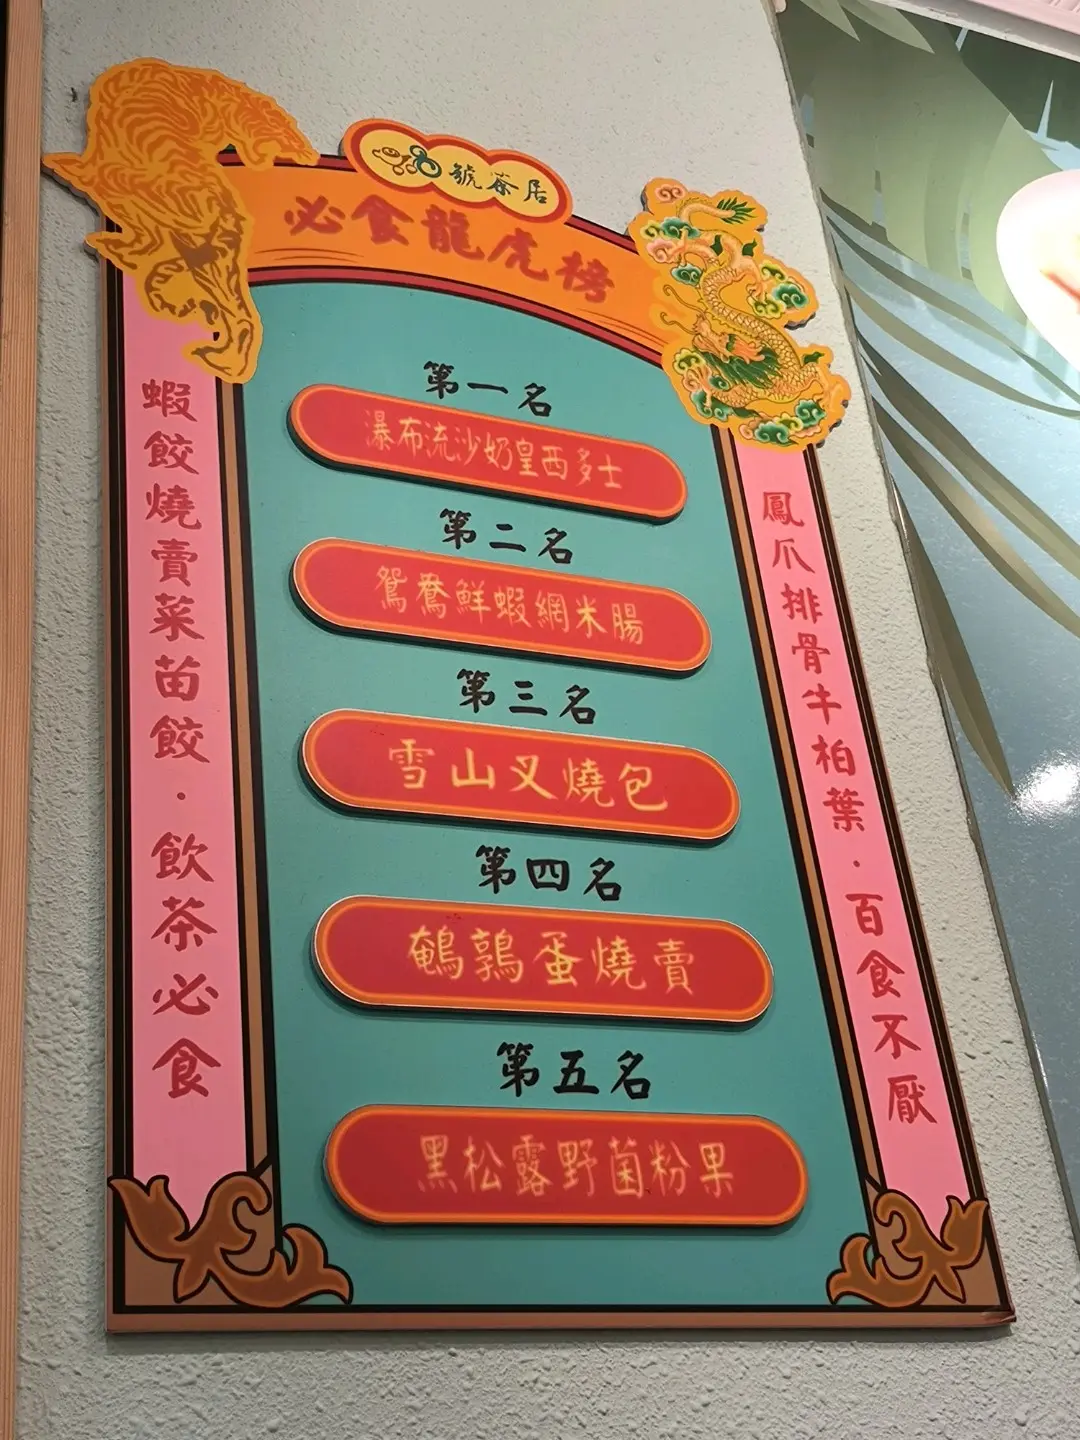 號茶居
必食龍虎榜
第一名
瀑布流沙奶皇西多士
第二名
鴛鴦鮮蝦網米腸
第三名
雪山叉燒包
第四名
鵪鶉蛋燒賣
第五名
黑松露野菌粉果
蝦餃燒賣菜苗餃·飲茶必食
鳳爪排骨牛柏葉·百食不厭